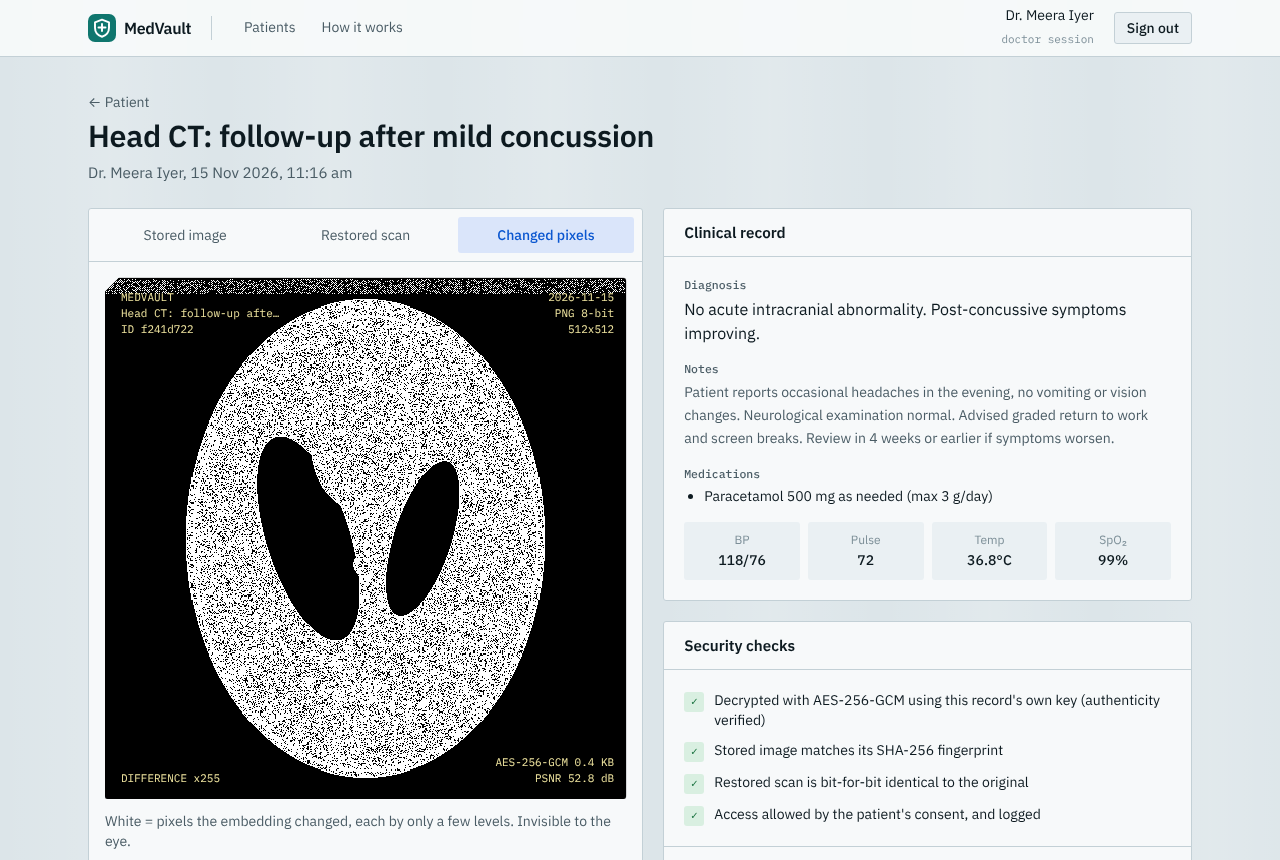 MedVault
Patients
How it works
Dr. Meera Iyer
doctor session
Sign out
← Patient
Head CT: follow-up after mild concussion
Dr. Meera Iyer, 15 Nov 2026, 11:16 am
Stored image
Restored scan
Changed pixels
MEDVAULT
Head CT: follow-up afte…
ID f241d722
2026-11-15
PNG 8-bit
512x512
DIFFERENCE x255
AES-256-GCM 0.4 KB
PSNR 52.8 dB
White = pixels the embedding changed, each by only a few levels. Invisible to the
eye.
Clinical record
Diagnosis
No acute intracranial abnormality. Post-concussive symptoms
improving.
Notes
Patient reports occasional headaches in the evening, no vomiting or vision
changes. Neurological examination normal. Advised graded return to work
and screen breaks. Review in 4 weeks or earlier if symptoms worsen.
Medications
• Paracetamol 500 mg as needed (max 3 g/day)
BP
118/76
Pulse
72
Temp
36.8°C
SpO₂
99%
Security checks
✓ Decrypted with AES-256-GCM using this record's own key (authenticity
verified)
✓ Stored image matches its SHA-256 fingerprint
✓ Restored scan is bit-for-bit identical to the original
✓ Access allowed by the patient's consent, and logged